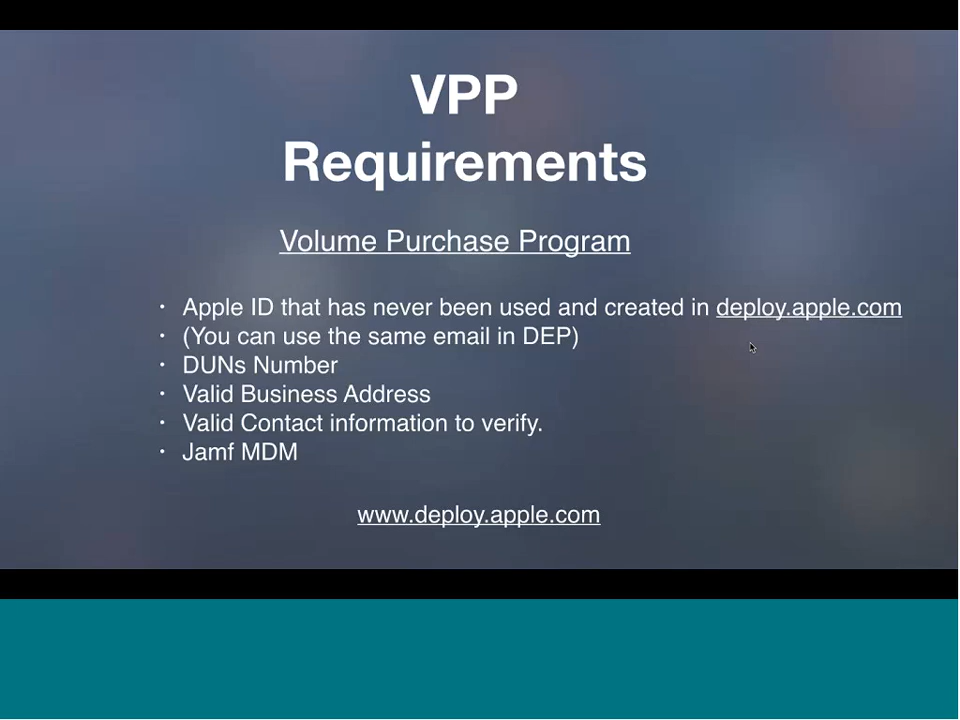 VPP
Requirements
Volume Purchase Program
• Apple ID that has never been used and created in deploy.apple.com
• (You can use the same email in DEP)
• DUNs Number
• Valid Business Address
• Valid Contact information to verify.
• Jamf MDM
www.deploy.apple.com